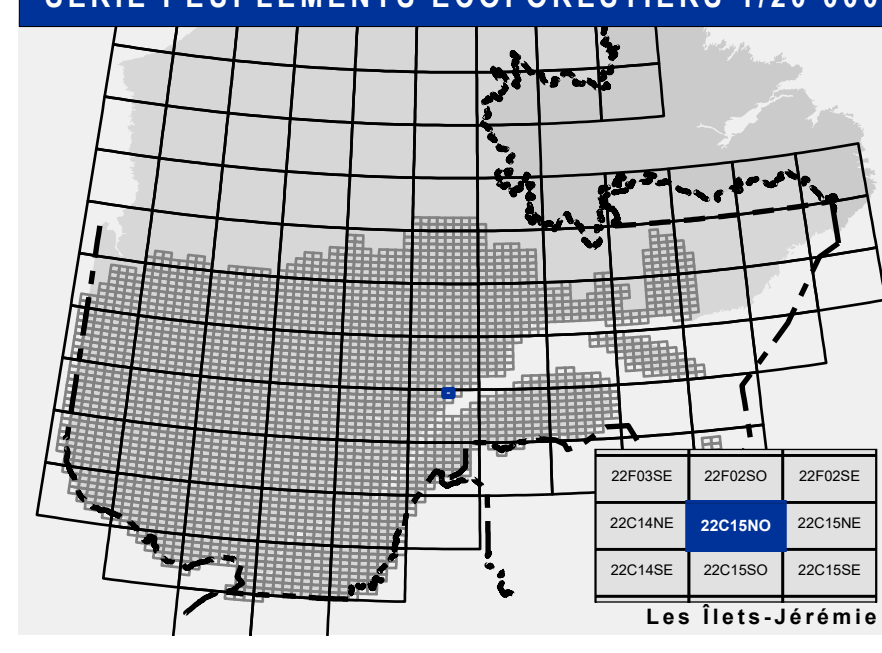 SÉRIE PEUPLEMENTS ÉCOFORESTIERS 1/20 000
22F03SE 22F02SO 22F02SE
22C14NE 22C15NO 22C15NE
22C14SE 22C15SO 22C15SE
Les Îlets-Jérémie